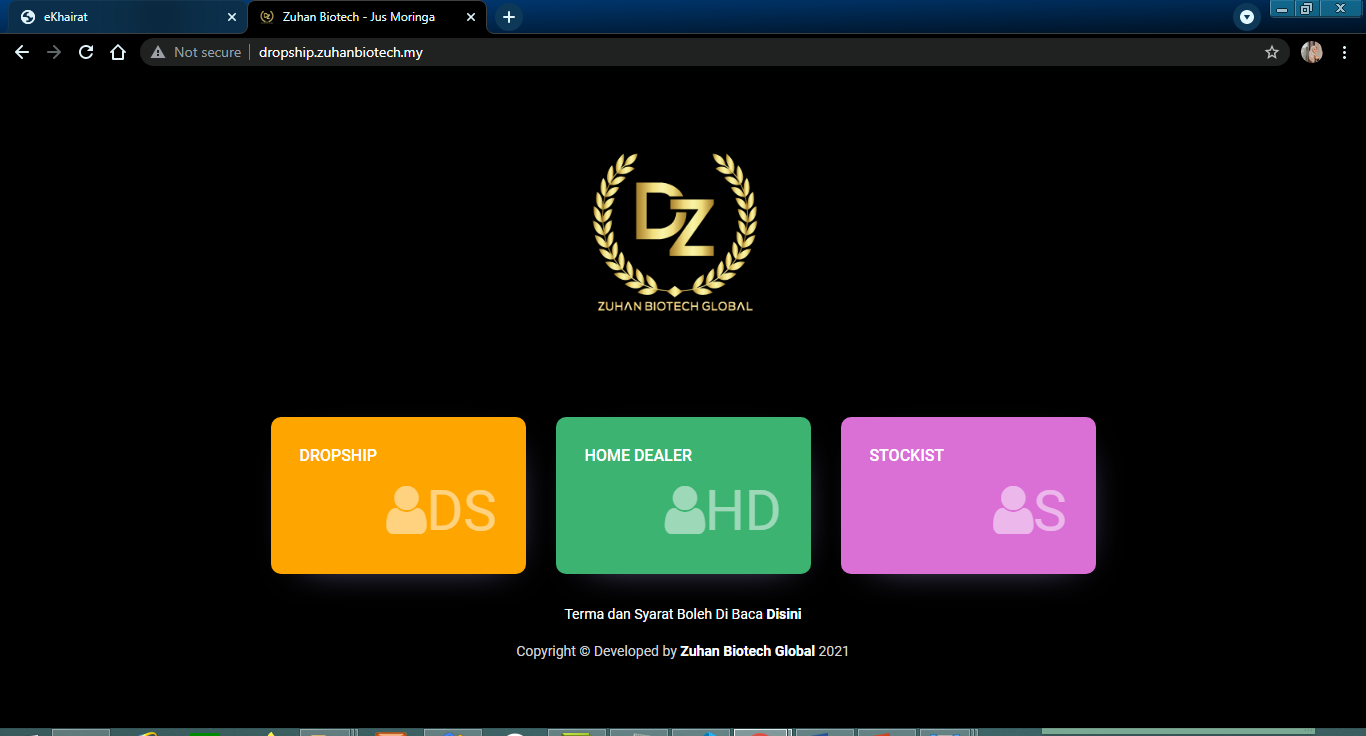 eKhairat
Zuhan Biotech - Jus Moringa
Not secure
dropship.zuhanbiotech.my
DZ
ZUHAN BIOTECH GLOBAL
DROPSHIP
DS
HOME DEALER
HD
STOCKIST
S
Terma dan Syarat Boleh Di Baca Disini
Copyright © Developed by Zuhan Biotech Global 2021